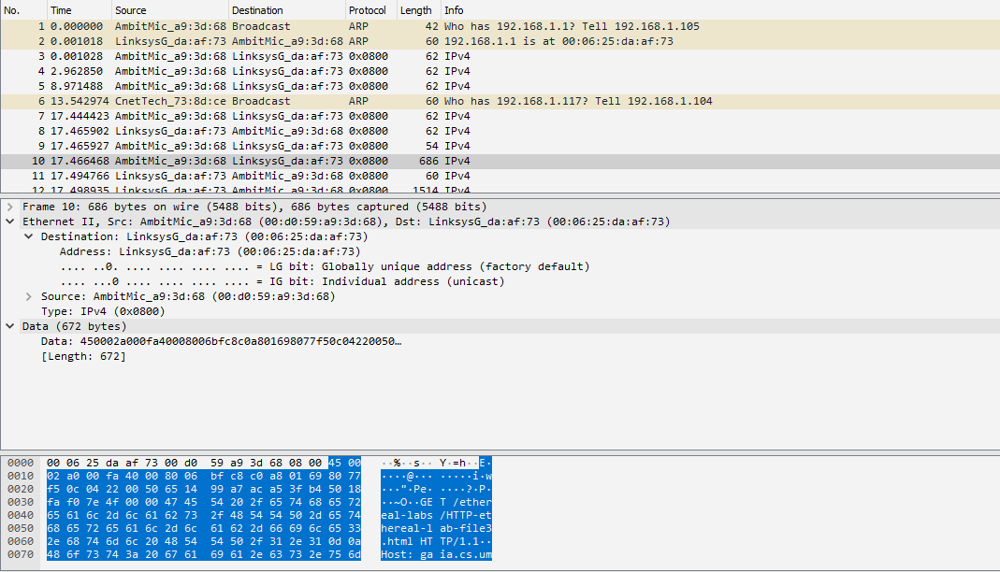 No. Time Source Destination Protocol Length Info
1 0.000000 AmbitMic_a9:3d:68 Broadcast ARP 42 Who has 192.168.1.1? Tell 192.168.1.105
2 0.001018 LinksysG_da:af:73 AmbitMic_a9:3d:68 ARP 60 192.168.1.1 is at 00:06:25:da:af:73
3 0.001028 AmbitMic_a9:3d:68 LinksysG_da:af:73 0x0800 62 IPv4
4 2.962850 AmbitMic_a9:3d:68 LinksysG_da:af:73 0x0800 62 IPv4
5 8.971488 AmbitMic_a9:3d:68 LinksysG_da:af:73 0x0800 62 IPv4
6 13.542974 CnetTech_73:8d:ce Broadcast ARP 60 Who has 192.168.1.117? Tell 192.168.1.104
7 17.444423 AmbitMic_a9:3d:68 LinksysG_da:af:73 0x0800 62 IPv4
8 17.465902 LinksysG_da:af:73 AmbitMic_a9:3d:68 0x0800 62 IPv4
9 17.465927 AmbitMic_a9:3d:68 LinksysG_da:af:73 0x0800 54 IPv4
10 17.466468 AmbitMic_a9:3d:68 LinksysG_da:af:73 0x0800 686 IPv4
11 17.494766 LinksysG_da:af:73 AmbitMic_a9:3d:68 0x0800 60 IPv4
12 17.498935 LinksysG_da:af:73 AmbitMic_a9:3d:68 0x0800 1514 IPv4
Frame 10: 686 bytes on wire (5488 bits), 686 bytes captured (5488 bits)
Ethernet II, Src: AmbitMic_a9:3d:68 (00:d0:59:a9:3d:68), Dst: LinksysG_da:af:73 (00:06:25:da:af:73)
Destination: LinksysG_da:af:73 (00:06:25:da:af:73)
Address: LinksysG_da:af:73 (00:06:25:da:af:73)
.... ..0. .... .... .... .... = LG bit: Globally unique address (factory default)
.... ...0 .... .... .... .... = IG bit: Individual address (unicast)
Source: AmbitMic_a9:3d:68 (00:d0:59:a9:3d:68)
Type: IPv4 (0x0800)
Data (672 bytes)
Data: 450002a000fa40008006bfc8c0a801698077f50c04220050…
[Length: 672]
0000 00 06 25 da af 73 00 d0 59 a9 3d 68 08 00 45 00 ··%··s·· Y·=h··E·
0010 02 a0 00 fa 40 00 80 06 bf c8 c0 a8 01 69 80 77 ····@··· ·····i·w
0020 f5 0c 04 22 00 50 65 14 99 a7 ac a5 3f b4 50 18 ···"·Pe· ····?·P·
0030 fa f0 7e 4f 00 00 47 45 54 20 2f 65 74 68 65 72 ··~O··GE T /ether
0040 65 61 6c 2d 6c 61 62 73 2f 48 54 54 50 2d 65 74 eal-labs /HTTP-et
0050 68 65 72 65 61 6c 2d 6c 61 62 2d 66 69 6c 65 33 hereal-l ab-file3
0060 2e 68 74 6d 6c 20 48 54 54 50 2f 31 2e 31 0d 0a .html HT TP/1.1··
0070 48 6f 73 74 3a 20 67 61 69 61 2e 63 73 2e 75 6d Host: ga ia.cs.um